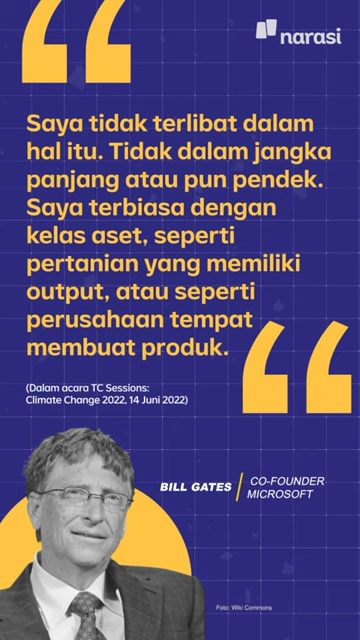 narasi
Saya tidak terlibat dalam
hal itu. Tidak dalam jangka
panjang atau pun pendek.
Saya terbiasa dengan
kelas aset, seperti
pertanian yang memiliki
output, atau seperti
perusahaan tempat
membuat produk.
(Dalam acara TC Sessions:
Climate Change 2022, 14 Juni 2022)
BILL GATES
CO-FOUNDER
MICROSOFT
Foto: Wiki Commons